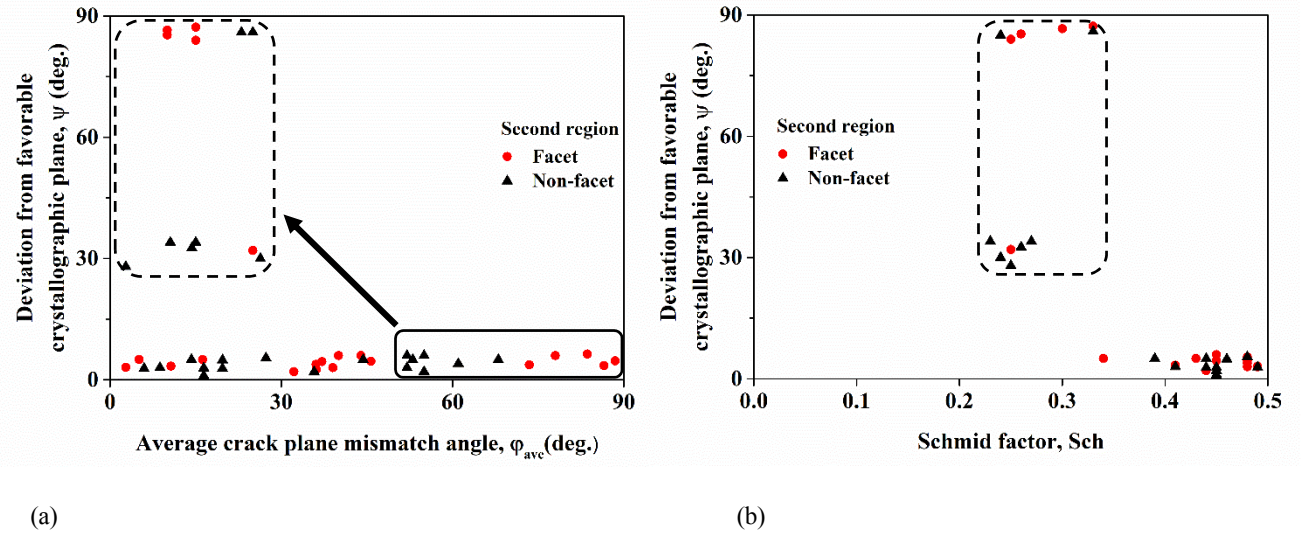 90
60
30
0
0
30
60
90
Deviation from favorable
crystallographic plane, ψ (deg.)
Second region
Facet
Non-facet
Average crack plane mismatch angle, φavc(deg.)
(a)
90
60
30
0
0.0
0.1
0.2
0.3
0.4
0.5
Deviation from favorable
crystallographic plane, ψ (deg.)
Second region
Facet
Non-facet
Schmid factor, Sch
(b)